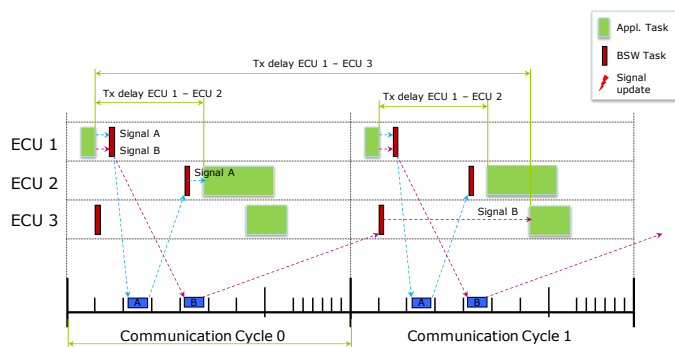 Appl. Task
BSW Task
Signal
update
Tx delay ECU 1 – ECU 3
Tx delay ECU 1 – ECU 2
Tx delay ECU 1 – ECU 2
ECU 1
Signal A
Signal B
ECU 2
Signal A
ECU 3
Signal B
A
B
A
B
Communication Cycle 0
Communication Cycle 1